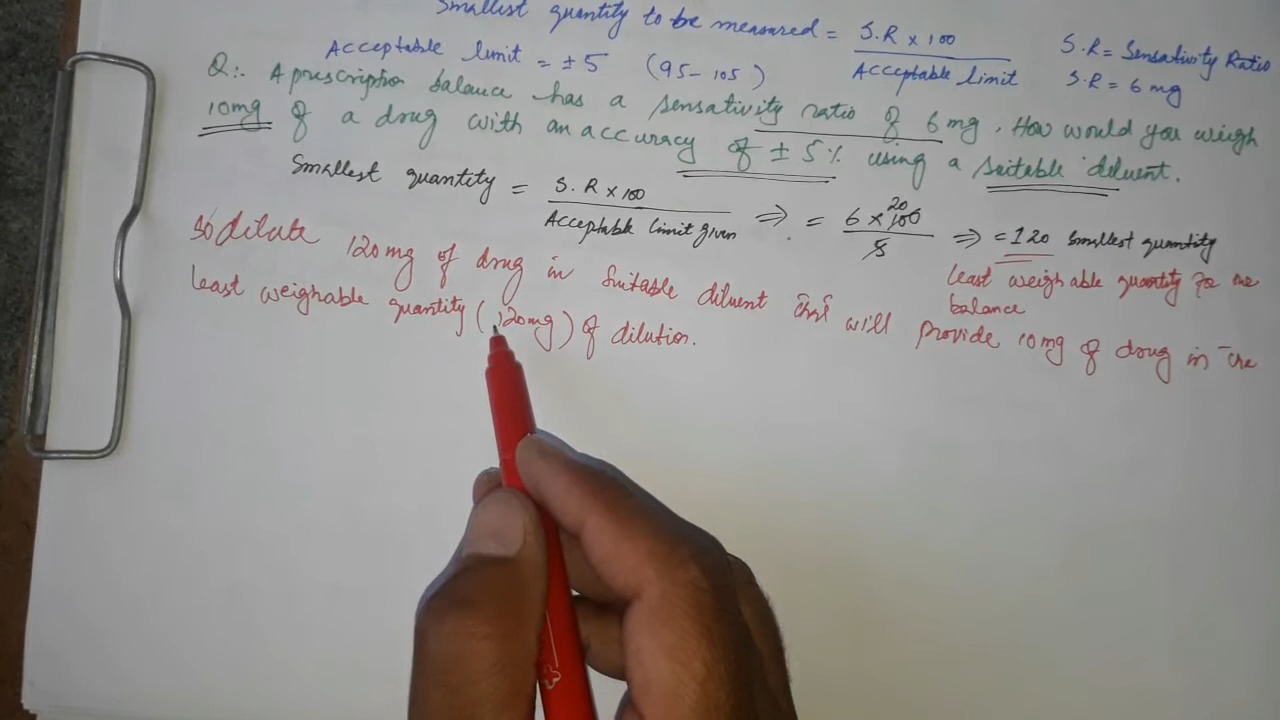 Smallest quantity to be measured = S.R x 100 / Acceptable limit
S.R = Sensativity Ratio
S.R = 6 mg
Acceptable limit = ± 5 (95 - 105)
Q:- A prescription balance has a sensativity ratio of 6 mg, How would you weigh
10mg of a drug with an accuracy of ± 5% using a suitable diluent.
Smallest quantity = S.R x 100 / Acceptable limit given => = 6 x 100 20 / 5 => = 120 Smallest quantity
least weighable quantity for the
balance
So dilute 120mg of drug in Suitable diluent that will provide 10mg of drug in the
least weighable quantity (120mg) of dilution.